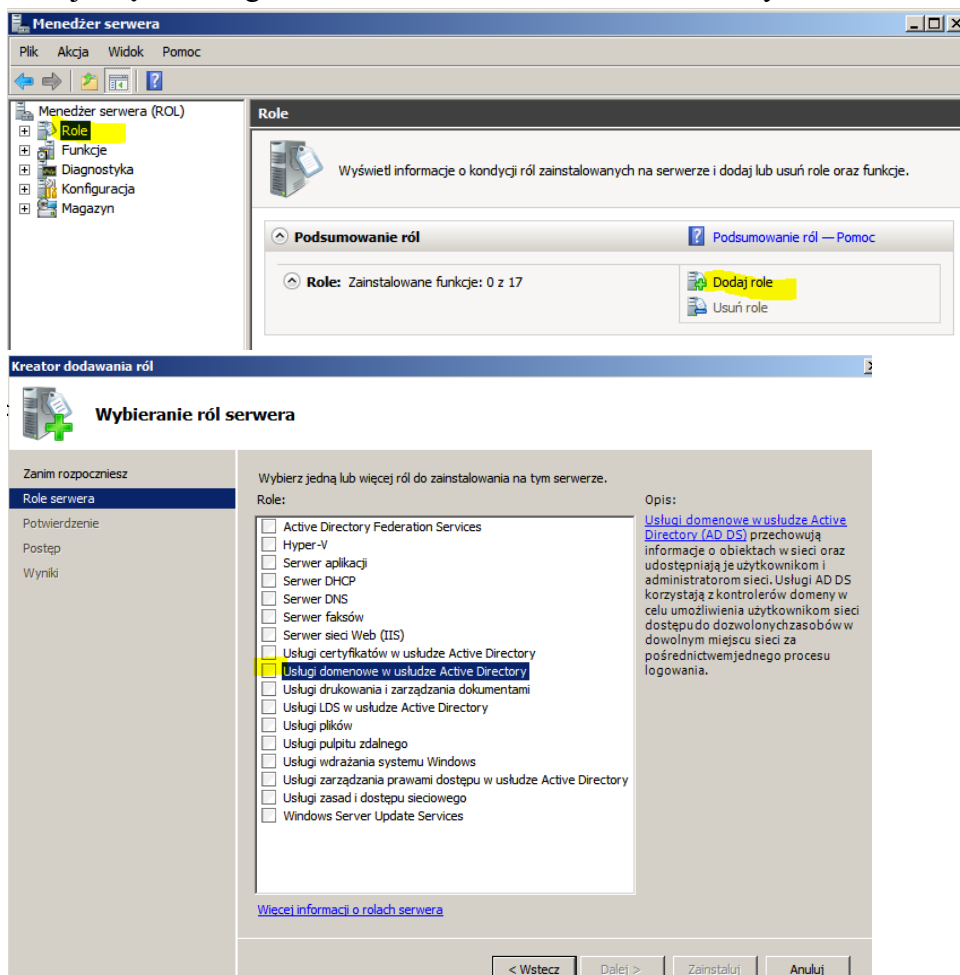 Menedżer serwera
Plik Akcja Widok Pomoc
Menedżer serwera (ROL)
Role
Funkcje
Diagnostyka
Konfiguracja
Magazyn
Role
Wyświetl informacje o kondycji ról zainstalowanych na serwerze i dodaj lub usuń role oraz funkcje.
Podsumowanie ról
Podsumowanie ról — Pomoc
Role: Zainstalowane funkcje: 0 z 17
Dodaj role
Usuń role
Kreator dodawania ról
Wybieranie ról serwera
Zanim rozpoczniesz
Role serwera
Potwierdzenie
Postęp
Wyniki
Wybierz jedną lub więcej ról do zainstalowania na tym serwerze.
Role:
Active Directory Federation Services
Hyper-V
Serwer aplikacji
Serwer DHCP
Serwer DNS
Serwer faksów
Serwer sieci Web (IIS)
Usługi certyfikatów w usłudze Active Directory
Usługi domenowe w usłudze Active Directory
Usługi drukowania i zarządzania dokumentami
Usługi LDS w usłudze Active Directory
Usługi plików
Usługi pulpitu zdalnego
Usługi wdrażania systemu Windows
Usługi zarządzania prawami dostępu w usłudze Active Directory
Usługi zasad i dostępu sieciowego
Windows Server Update Services
Opis:
Usługi domenowe w usłudze Active
Directory (AD DS) przechowują
informacje o obiektach w sieci oraz
udostępniają je użytkownikom i
administratorom sieci. Usługi AD DS
korzystają z kontrolerów domeny w
celu umożliwienia użytkownikom sieci
dostępu do dozwolonychzasobów w
dowolnym miejscu sieci za
pośrednictwemjednego procesu
logowania.
Więcej informacji o rolach serwera
< Wstecz
Dalej >
Zainstaluj
Anuluj